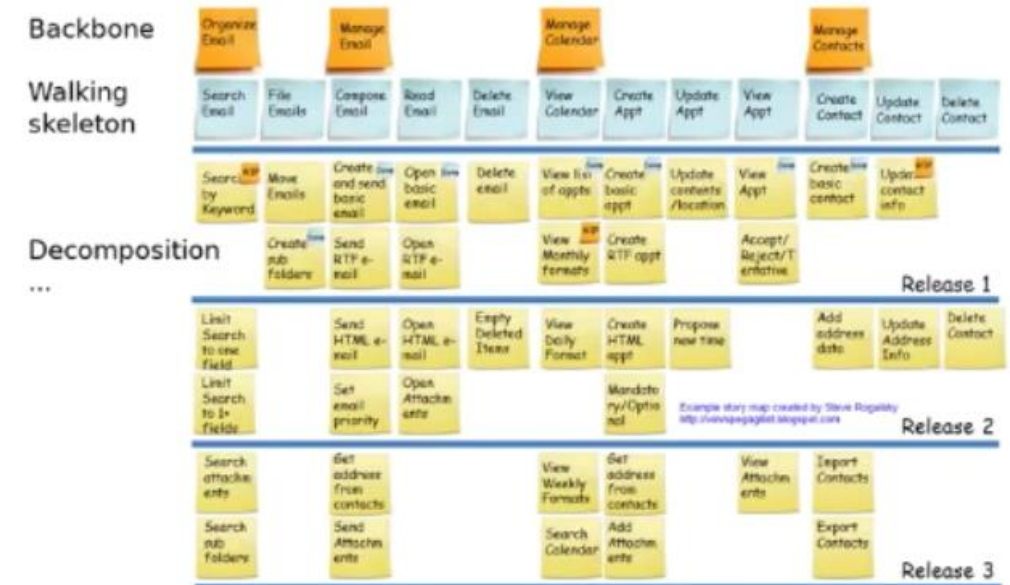 Backbone
Organize
Email
Manage
Email
Manage
Calendar
Manage
Contacts
Walking
skeleton
Search
Email
File
Emails
Compose
Email
Read
Email
Delete
Email
View
Calendar
Create
Appt
Update
Appt
View
Appt
Create
Contact
Update
Contact
Delete
Contact
Search
by
Keyword
Move
Emails
Create
and send
basic
email
Open
basic
email
Delete
email
View list
of appts
Create
basic
appt
Update
contents
/location
View
Appt
Create
basic
contact
contact
info
Decomposition
...
Create
sub
folders
Send
RTF e-
mail
Open
RTF e-
mail
View
Monthly
formats
Create
RTF appt
Accept/
Reject/T
entative
Release 1
Limit
Search
to one
field
Send
HTML e-
mail
Open
HTML e-
mail
Empty
Deleted
Items
View
Daily
Format
Create
HTML
appt
Propose
new time
Add
address
data
Update
Address
Info
Delete
Contact
Limit
Search
to 1+
fields
Set
email
priority
Open
Attachm
ents
Mandato
ry/Optio
nal
Example story map created by Steve Rogalsky
Release 2
Search
attachm
ents
Get
address
from
contacts
View
Weekly
Formats
Get
address
from
contacts
View
Attachm
ents
Import
Contacts
Search
sub
folders
Send
Attachm
ents
Search
Calendar
Add
Attachm
ents
Export
Contacts
Release 3